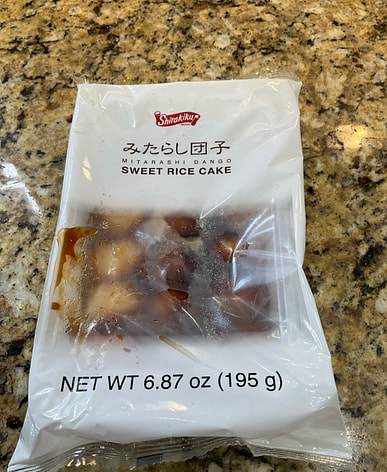 Shirakiku
みたらし団子
MITARASHI DANGO
SWEET RICE CAKE
NET WT 6.87 oz (195 g)